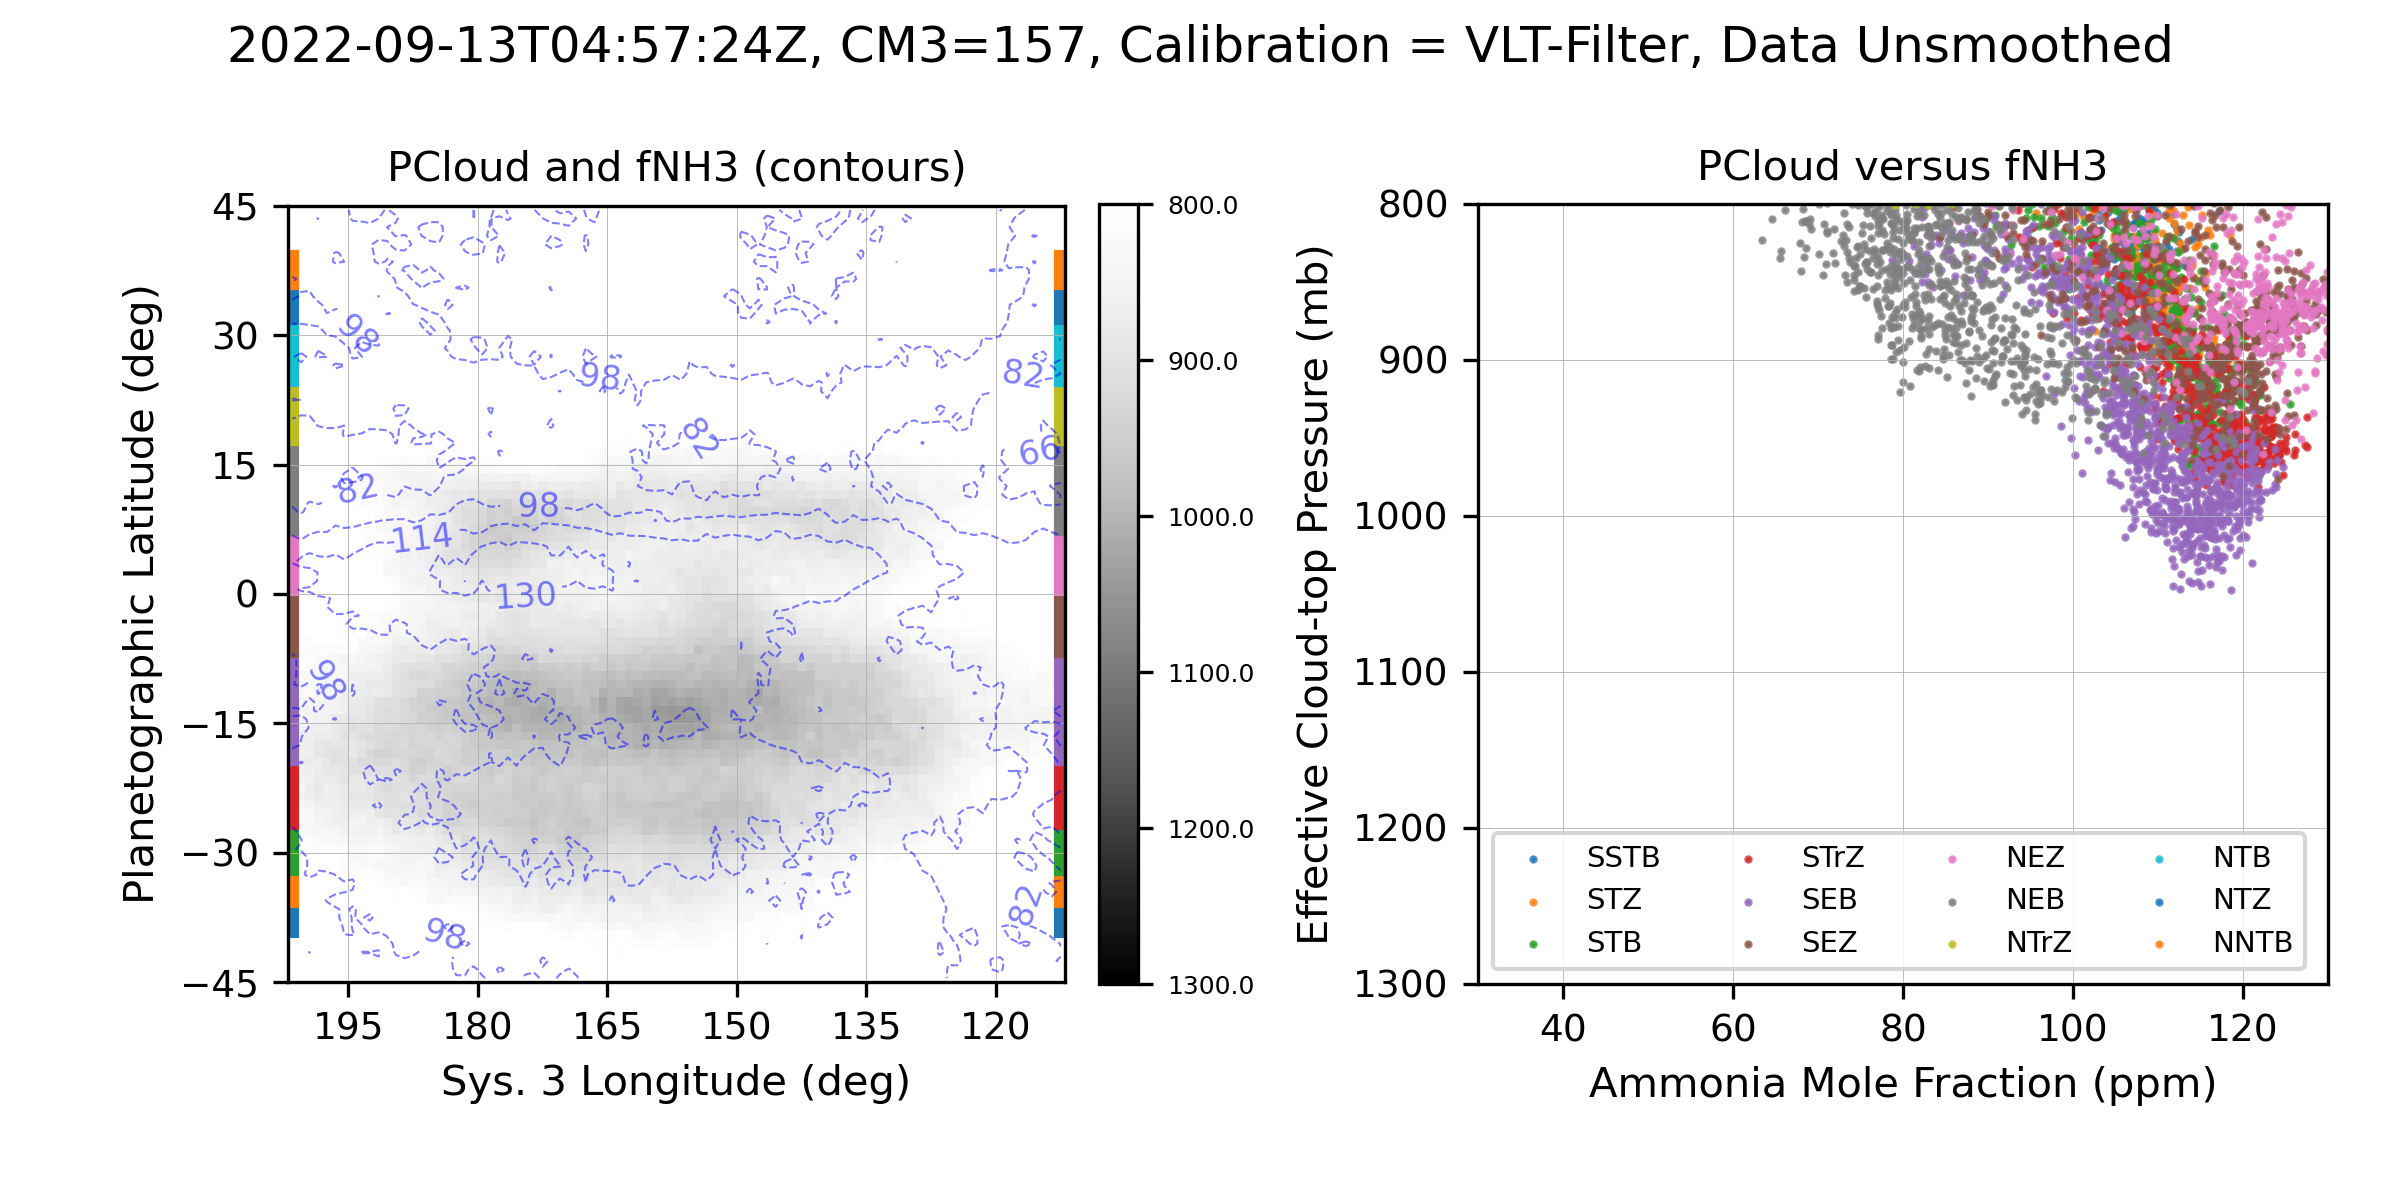 2022-09-13T04:57:24Z, CM3=157, Calibration = VLT-Filter, Data Unsmoothed
PCloud and fNH3 (contours)
Planetographic Latitude (deg)
45
30
15
0
−15
−30
−45
98
98
82
82
66
82
98
114
130
98
98
82
195
180
165
150
135
120
Sys. 3 Longitude (deg)
800.0
900.0
1000.0
1100.0
1200.0
1300.0
PCloud versus fNH3
Effective Cloud-top Pressure (mb)
800
900
1000
1100
1200
1300
SSTB
STZ
STB
STrZ
SEB
SEZ
NEZ
NEB
NTrZ
NTB
NTZ
NNTB
40
60
80
100
120
Ammonia Mole Fraction (ppm)